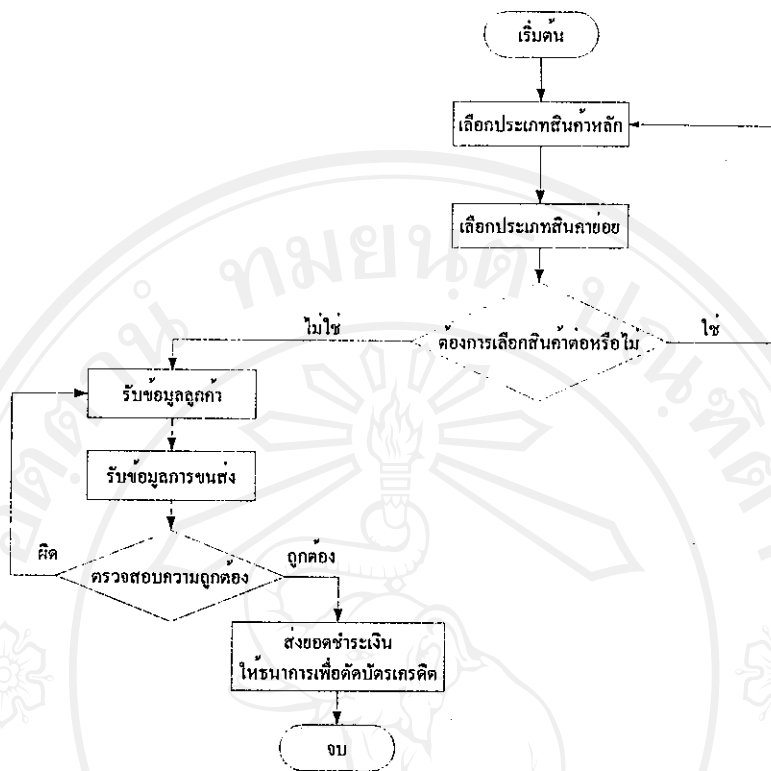 เริ่มต้น
เลือกประเภทสินค้าหลัก
เลือกประเภทสินค้าย่อย
ต้องการเลือกสินค้าต่อหรือไม่
ไม่ใช่
ใช่
รับข้อมูลลูกค้า
รับข้อมูลการขนส่ง
ตรวจสอบความถูกต้อง
ผิด
ถูกต้อง
ส่งยอดชำระเงิน
ให้ธนาคารเพื่อตัดบัตรเครดิต
จบ